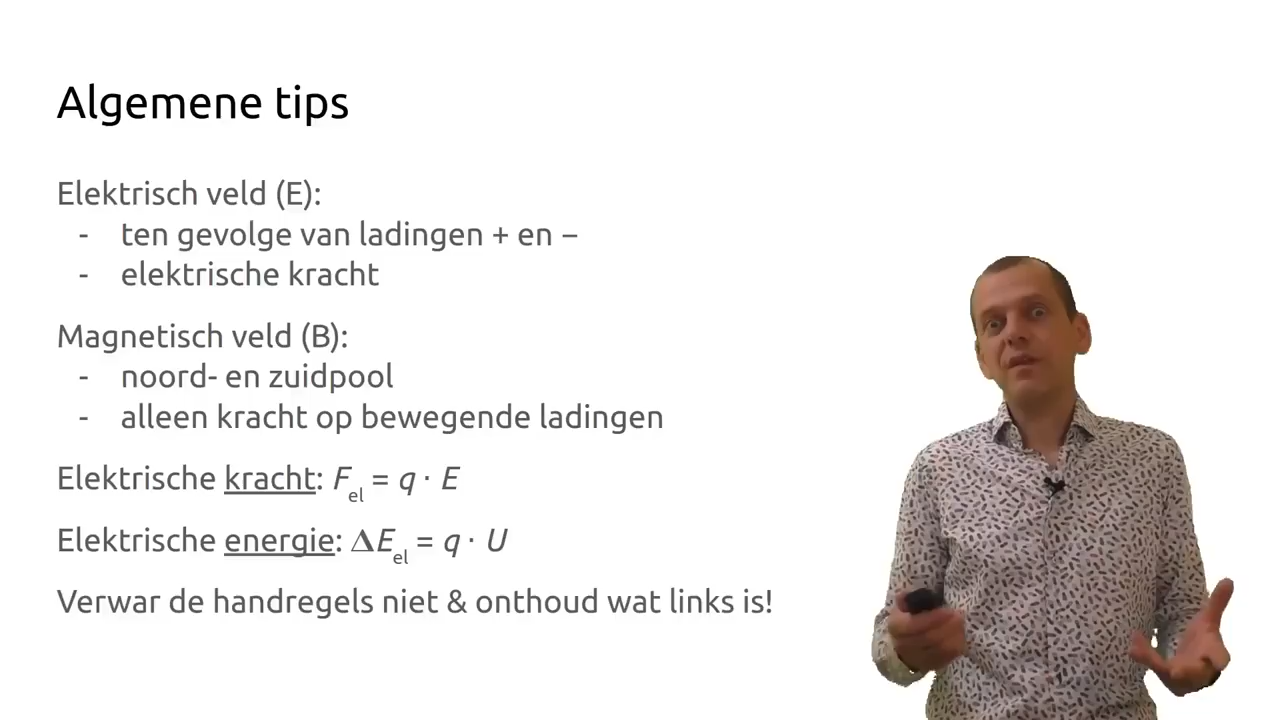 Algemene tips
Elektrisch veld (E):
- ten gevolge van ladingen + en –
- elektrische kracht
Magnetisch veld (B):
- noord- en zuidpool
- alleen kracht op bewegende ladingen
Elektrische kracht: Fel = q · E
Elektrische energie: ΔEel = q · U
Verwar de handregels niet & onthoud wat links is!